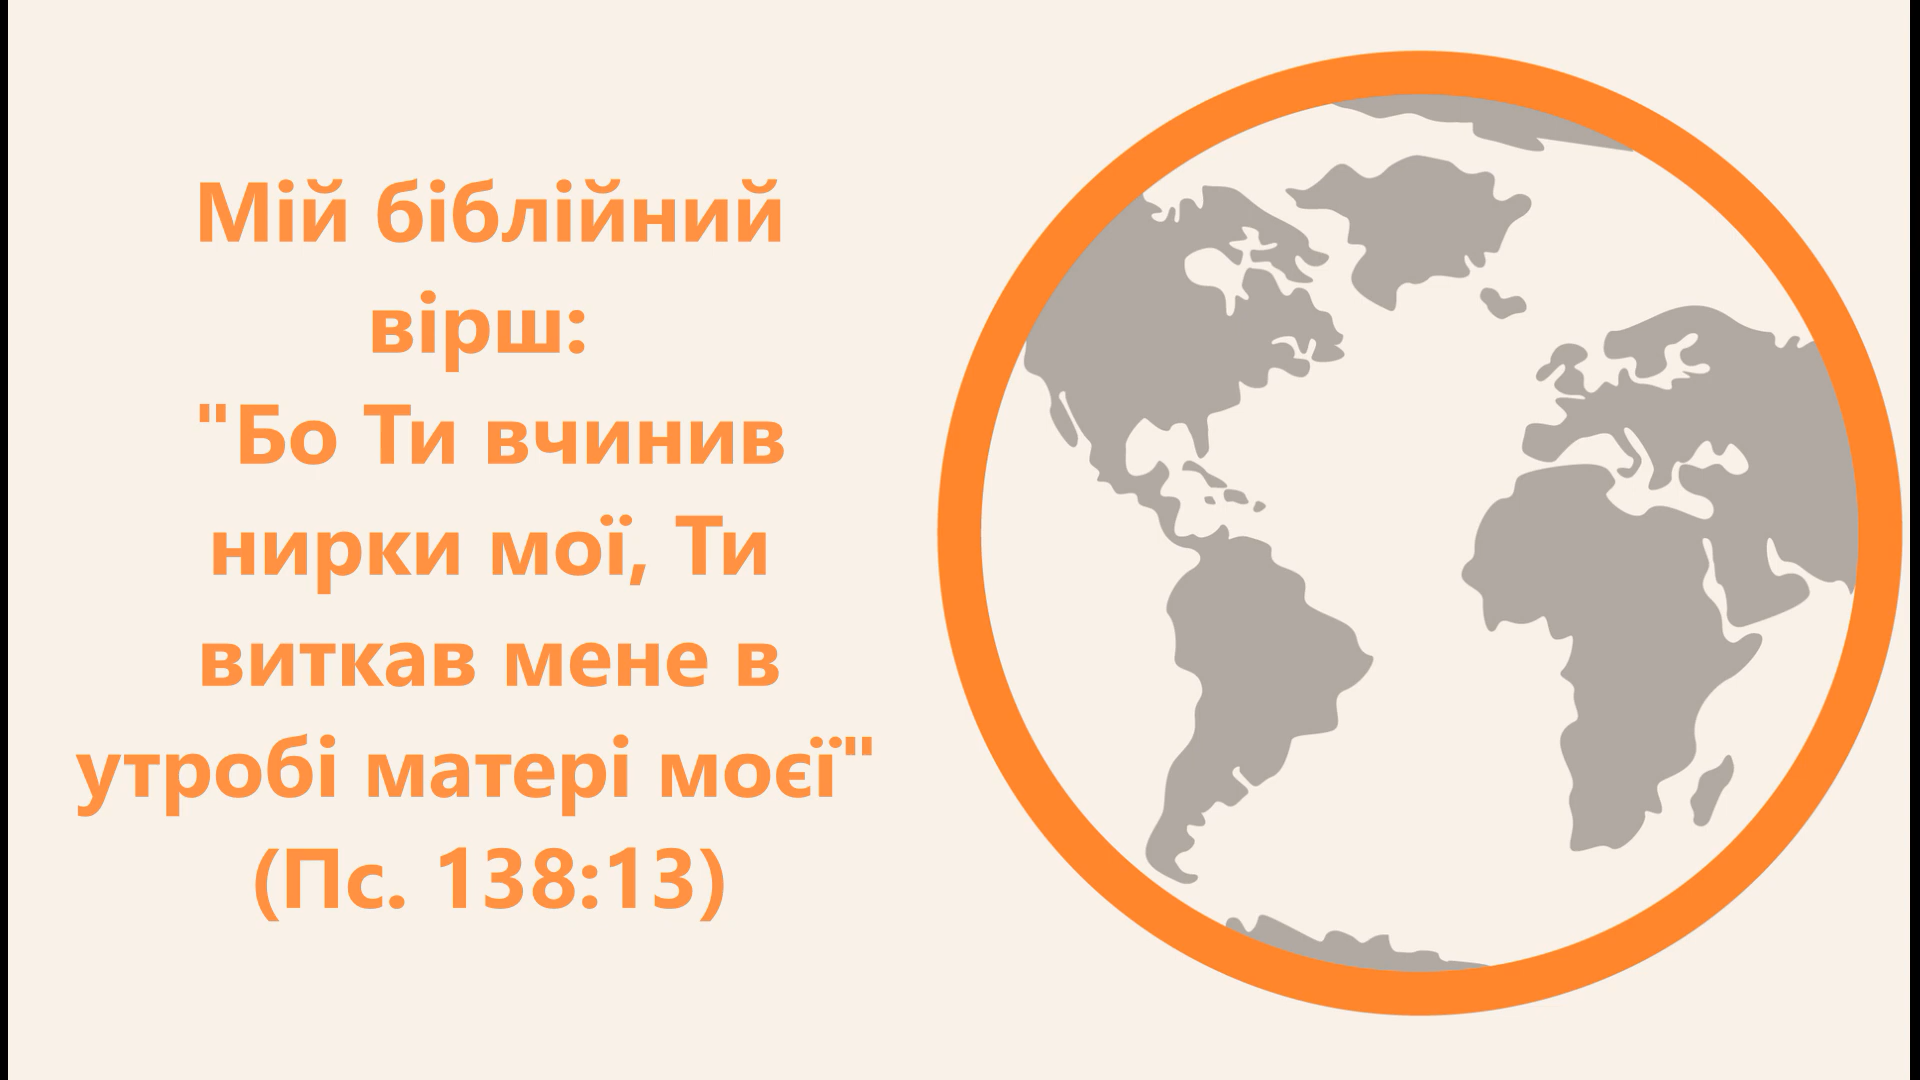 Мій біблійний
вірш:
"Бо Ти вчинив
нирки мої, Ти
виткав мене в
утробі матері моєї"
(Пс. 138:13)